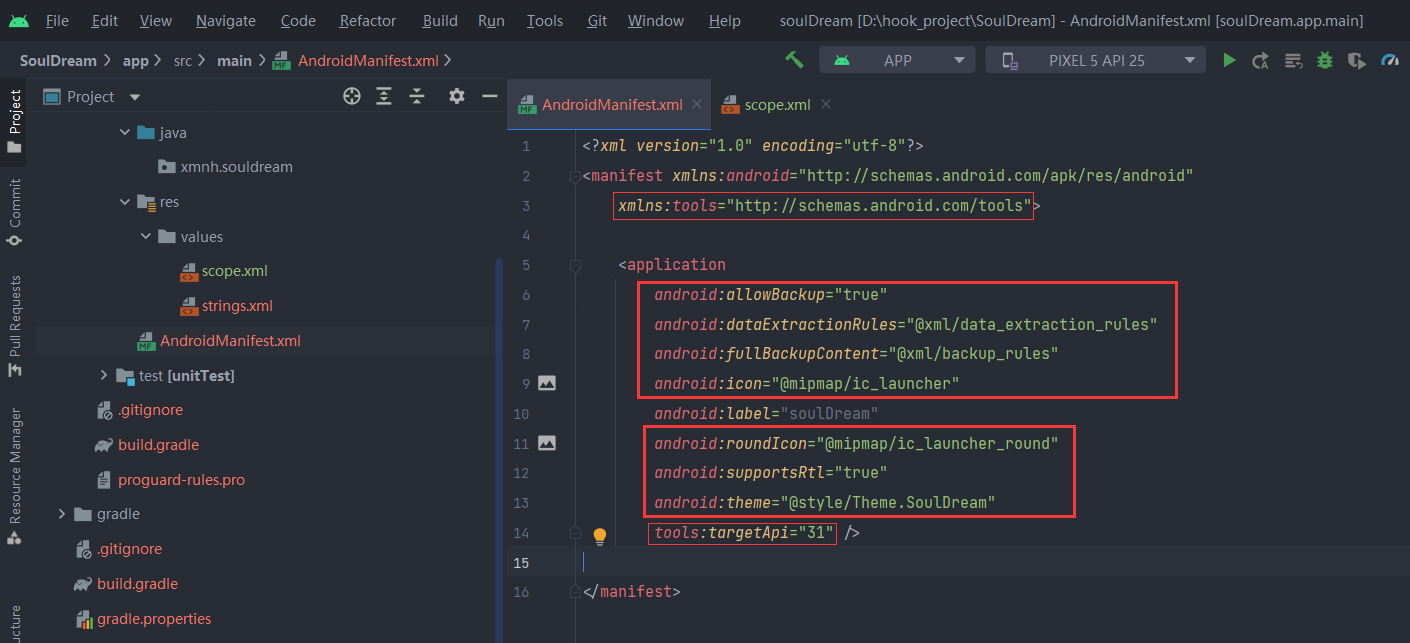 File Edit View Navigate Code Refactor Build Run Tools Git Window Help soulDream [D:\hook_project\SoulDream] - AndroidManifest.xml [soulDream.app.main]
SoulDream app src main AndroidManifest.xml APP PIXEL 5 API 25
Project
Commit
Pull Requests
Resource Manager
ucture
Project
java
xmnh.souldream
res
values
scope.xml
strings.xml
AndroidManifest.xml
test [unitTest]
.gitignore
build.gradle
proguard-rules.pro
gradle
.gitignore
build.gradle
gradle.properties
AndroidManifest.xml scope.xml
1 <?xml version="1.0" encoding="utf-8"?>
2 <manifest xmlns:android="http://schemas.android.com/apk/res/android"
3 xmlns:tools="http://schemas.android.com/tools">
4
5 <application
6 android:allowBackup="true"
7 android:dataExtractionRules="@xml/data_extraction_rules"
8 android:fullBackupContent="@xml/backup_rules"
9 android:icon="@mipmap/ic_launcher"
10 android:label="soulDream"
11 android:roundIcon="@mipmap/ic_launcher_round"
12 android:supportsRtl="true"
13 android:theme="@style/Theme.SoulDream"
14 tools:targetApi="31" />
15
16 </manifest>